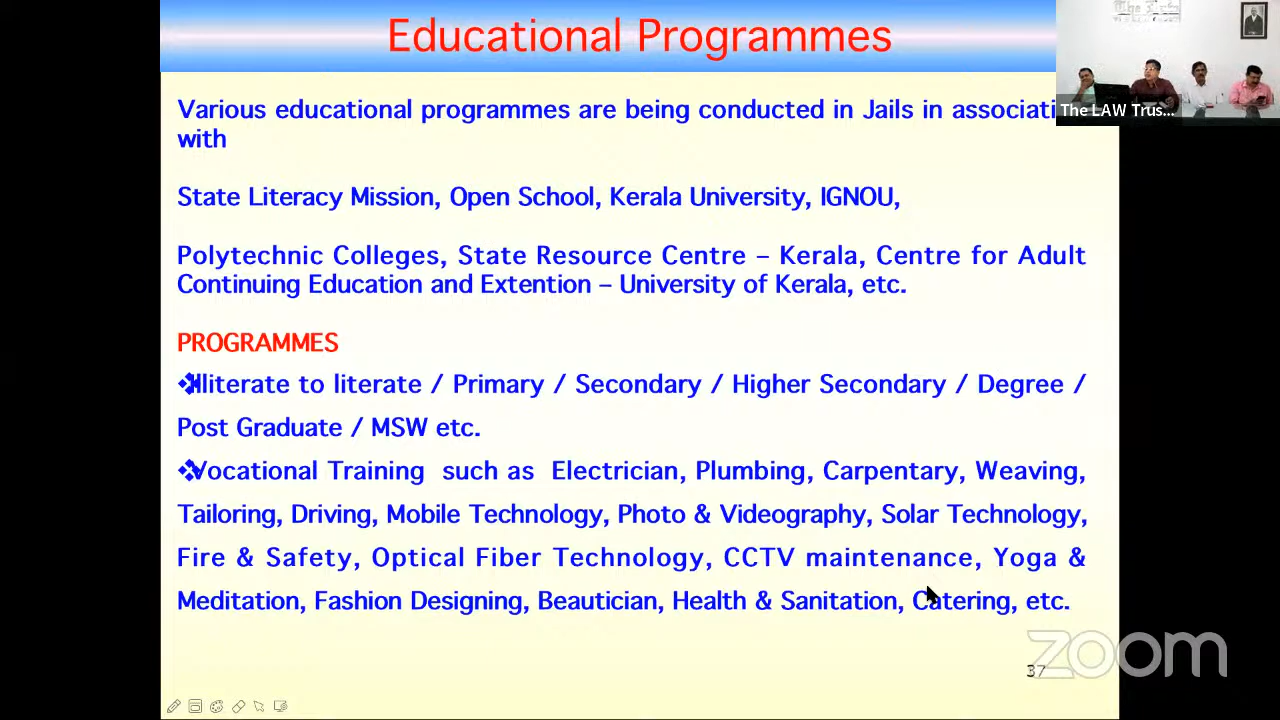 Educational Programmes
Various educational programmes are being conducted in Jails in associati
with
State Literacy Mission, Open School, Kerala University, IGNOU,
Polytechnic Colleges, State Resource Centre – Kerala, Centre for Adult
Continuing Education and Extention – University of Kerala, etc.
PROGRAMMES
❖Illiterate to literate / Primary / Secondary / Higher Secondary / Degree /
Post Graduate / MSW etc.
❖Vocational Training such as Electrician, Plumbing, Carpentary, Weaving,
Tailoring, Driving, Mobile Technology, Photo & Videography, Solar Technology,
Fire & Safety, Optical Fiber Technology, CCTV maintenance, Yoga &
Meditation, Fashion Designing, Beautician, Health & Sanitation, Catering, etc.
37
The LAW Trus...
zoom